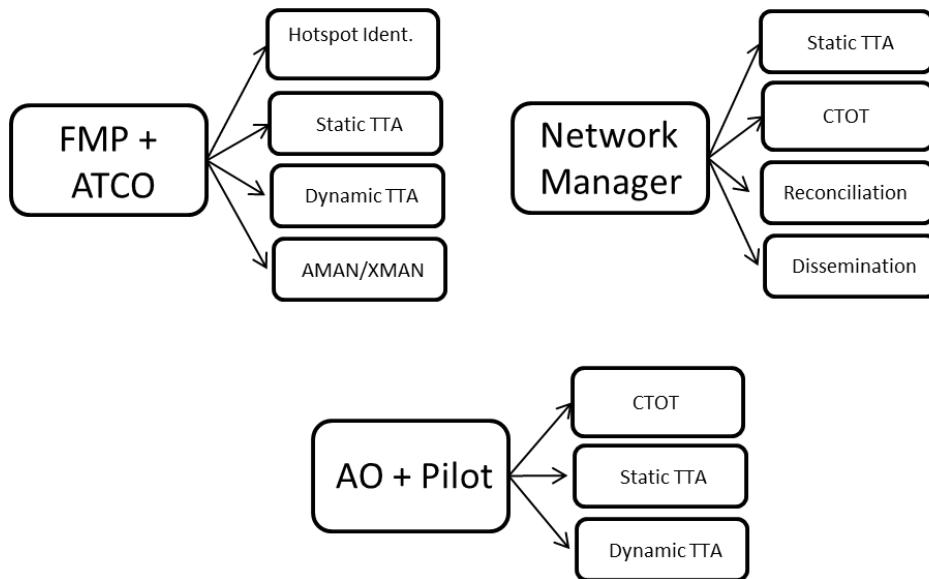 Hotspot Ident.
FMP +
ATCO
Static TTA
Dynamic TTA
AMAN/XMAN
Network
Manager
Static TTA
CTOT
Reconciliation
Dissemination
AO + Pilot
CTOT
Static TTA
Dynamic TTA